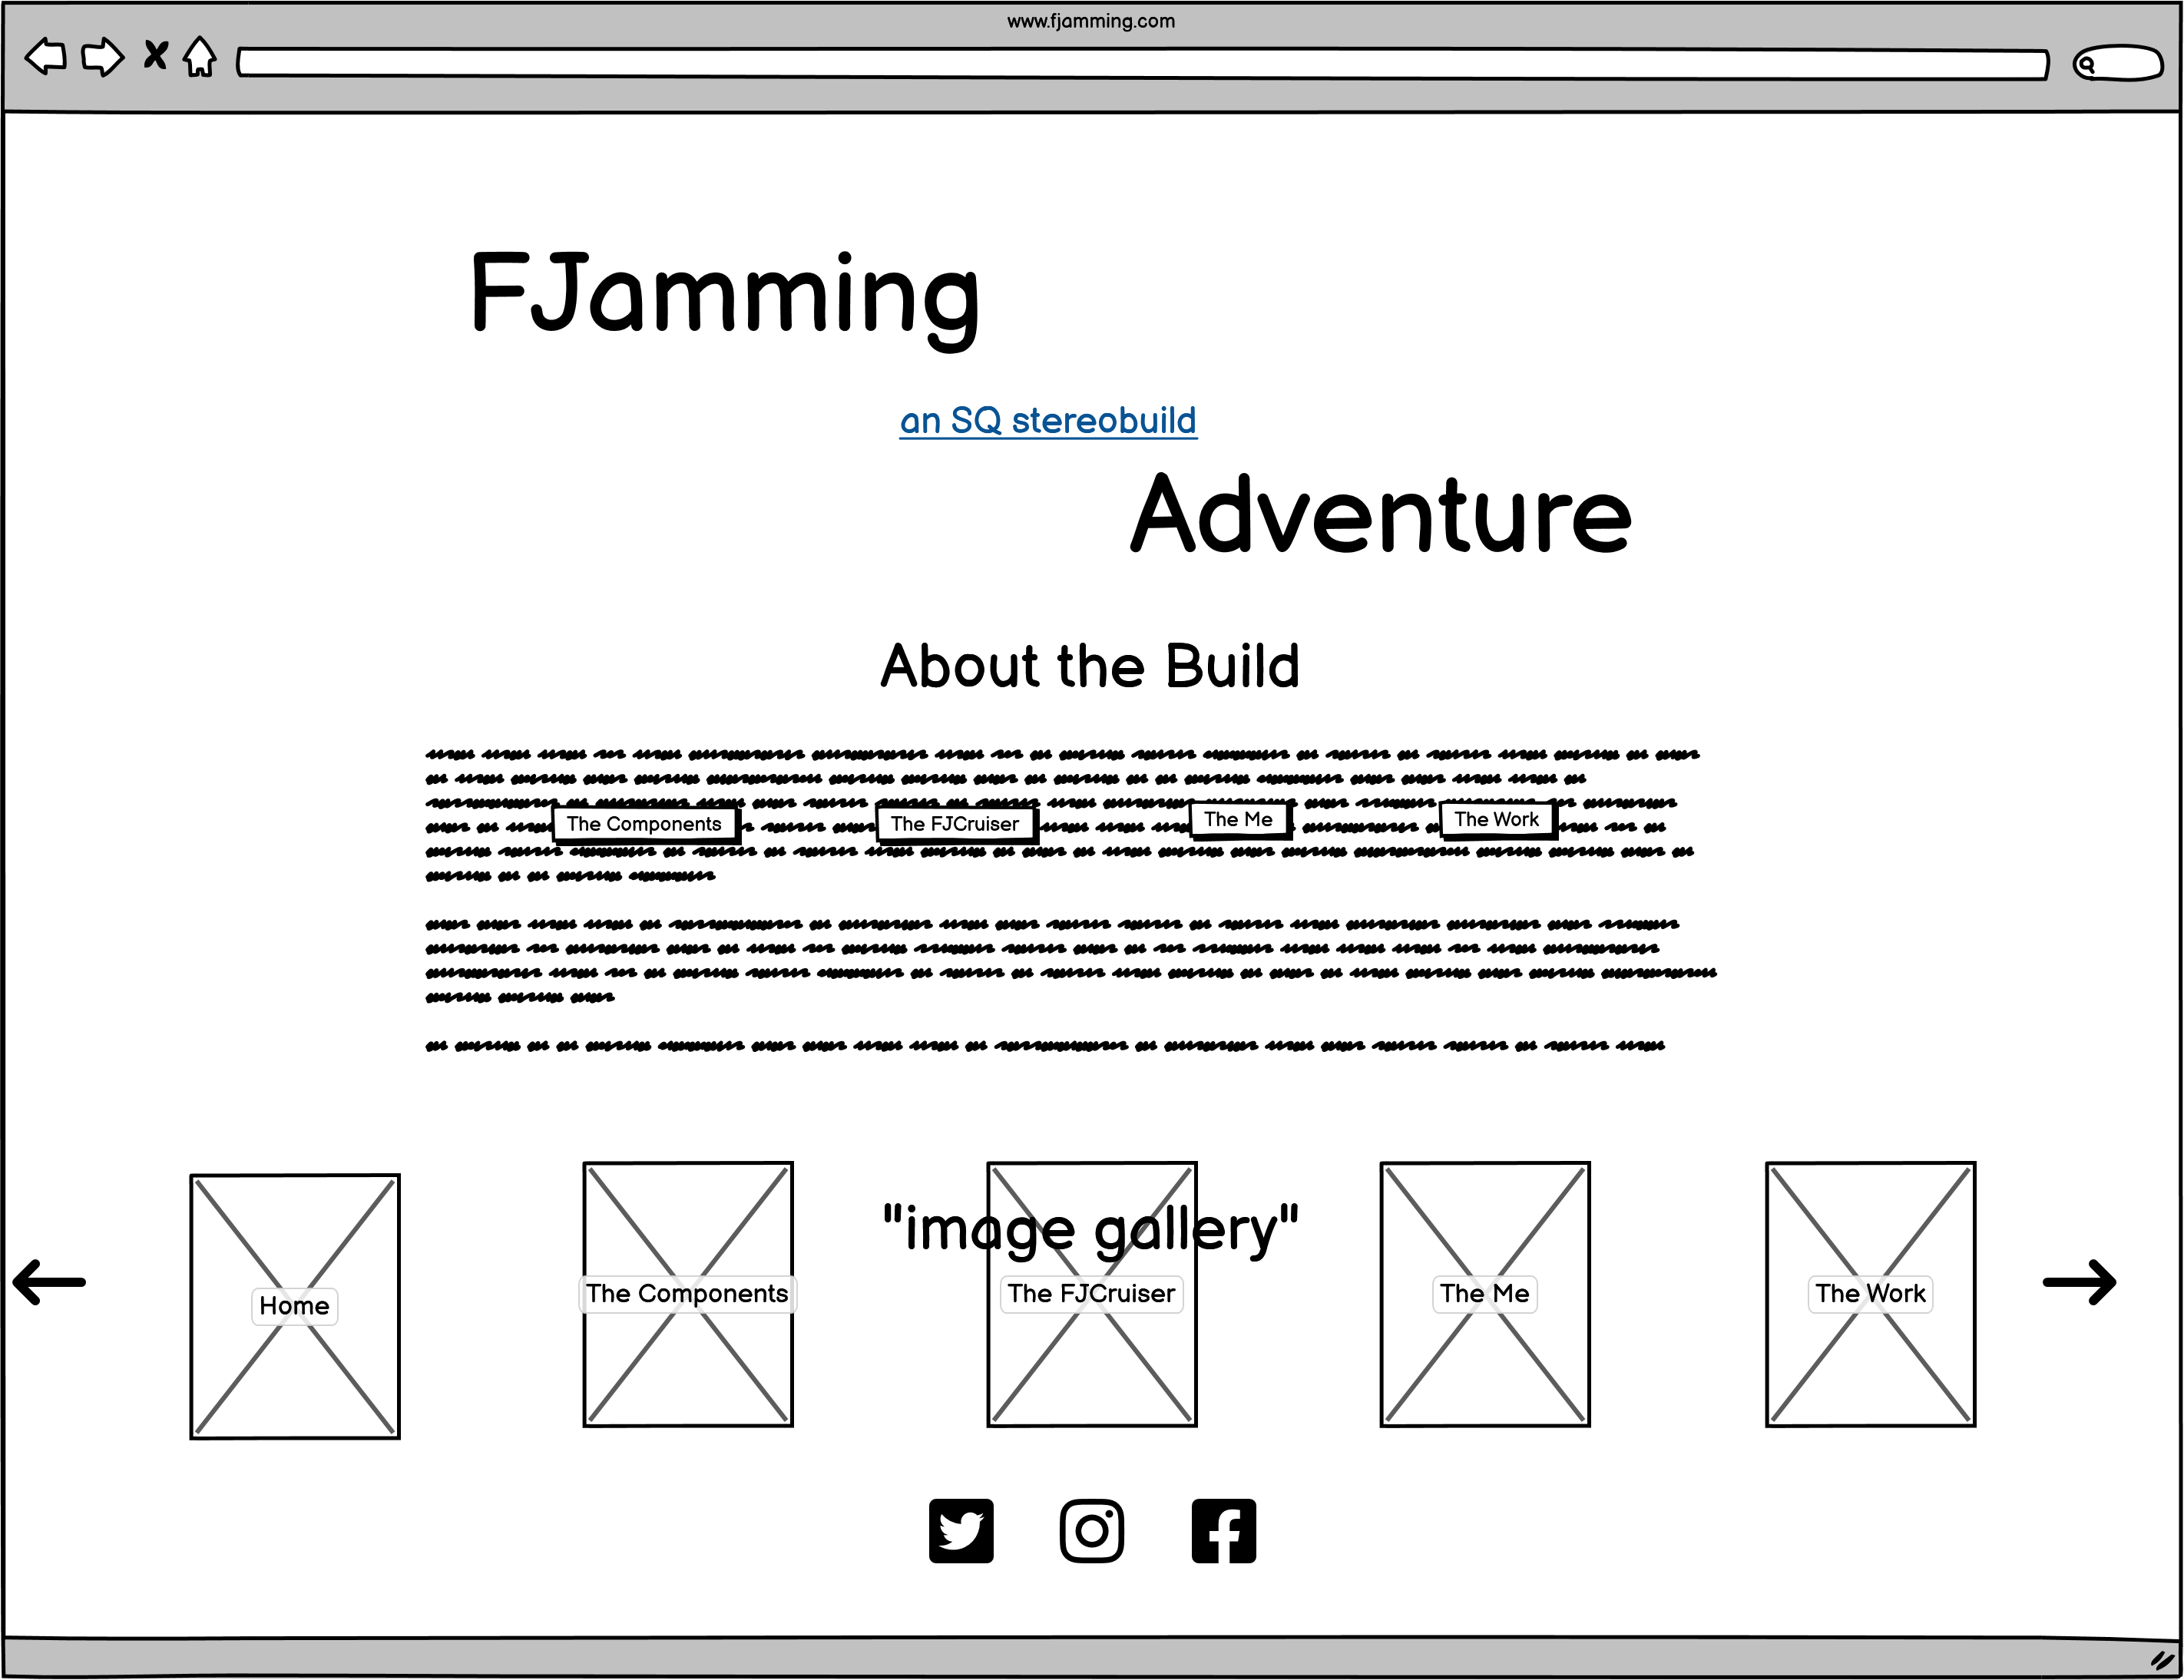 www.fjamming.com
FJamming
an SQ stereobuild
Adventure
About the Build
The Components The FJCruiser The Me The Work
"image gallery"
Home The Components The FJCruiser The Me The Work